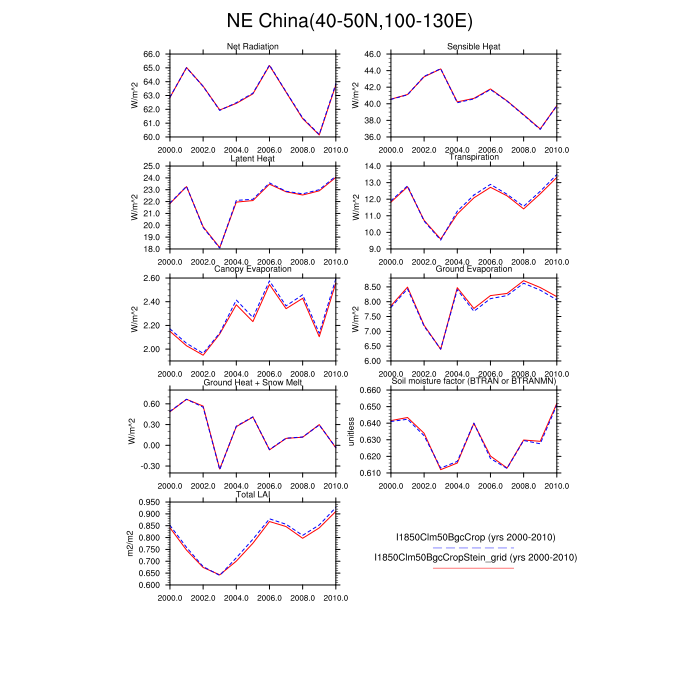 NE China(40-50N,100-130E)
Net Radiation
W/m^2
66.0
65.0
64.0
63.0
62.0
61.0
60.0
2000.0 2002.0 2004.0 2006.0 2008.0 2010.0
Sensible Heat
W/m^2
46.0
44.0
42.0
40.0
38.0
36.0
2000.0 2002.0 2004.0 2006.0 2008.0 2010.0
Latent Heat
W/m^2
25.0
24.0
23.0
22.0
21.0
20.0
19.0
18.0
2000.0 2002.0 2004.0 2006.0 2008.0 2010.0
Transpiration
W/m^2
14.0
13.0
12.0
11.0
10.0
9.0
2000.0 2002.0 2004.0 2006.0 2008.0 2010.0
Canopy Evaporation
W/m^2
2.60
2.40
2.20
2.00
2000.0 2002.0 2004.0 2006.0 2008.0 2010.0
Ground Evaporation
W/m^2
8.50
8.00
7.50
7.00
6.50
6.00
2000.0 2002.0 2004.0 2006.0 2008.0 2010.0
Ground Heat + Snow Melt
W/m^2
0.60
0.30
0.00
-0.30
2000.0 2002.0 2004.0 2006.0 2008.0 2010.0
Soil moisture factor (BTRAN or BTRANMN)
unitless
0.660
0.650
0.640
0.630
0.620
0.610
2000.0 2002.0 2004.0 2006.0 2008.0 2010.0
Total LAI
m2/m2
0.950
0.900
0.850
0.800
0.750
0.700
0.650
0.600
2000.0 2002.0 2004.0 2006.0 2008.0 2010.0
I1850Clm50BgcCrop (yrs 2000-2010)
I1850Clm50BgcCropStein_grid (yrs 2000-2010)